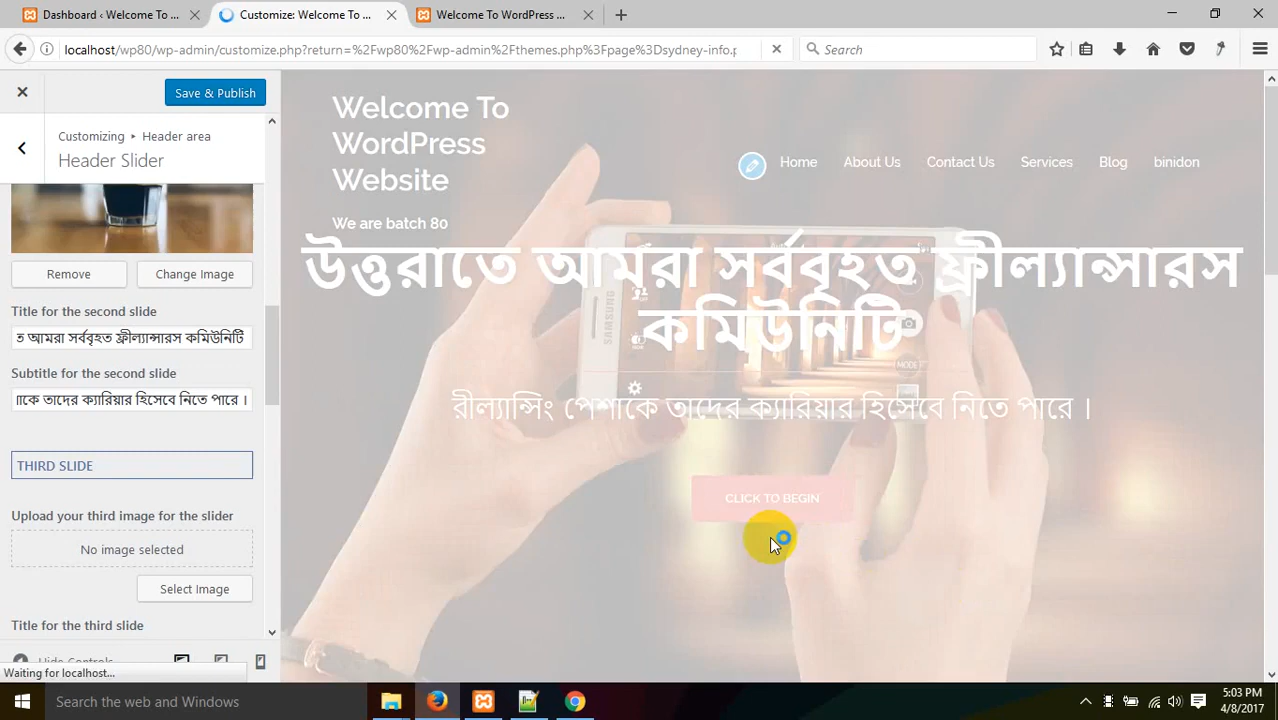 Dashboard ‹ Welcome To ...
Customize: Welcome To ...
Welcome To WordPress ...
localhost/wp80/wp-admin/customize.php?return=%2Fwp80%2Fwp-admin%2Fthemes.php%3Fpage%3Dsydney-info.p
Search
Save & Publish
Customizing ▸ Header area
Header Slider
Remove
Change Image
Title for the second slide
ত আমরা সর্ববৃহত ফ্রীল্যান্সারস কমিউনিটি
Subtitle for the second slide
াকে তাদের ক্যারিয়ার হিসেবে নিতে পারে ।
THIRD SLIDE
Upload your third image for the slider
No image selected
Select Image
Title for the third slide
Hide Controls
Waiting for localhost...
Welcome To
WordPress
Website
We are batch 80
Home About Us Contact Us Services Blog binidon
উত্তরাতে আমরা সর্ববৃহত ফ্রীল্যান্সারস
কমিউনিটি
রীল্যান্সিং পেশাকে তাদের ক্যারিয়ার হিসেবে নিতে পারে ।
CLICK TO BEGIN
SAMSUNG
MODE
Search the web and Windows
5:03 PM
4/8/2017